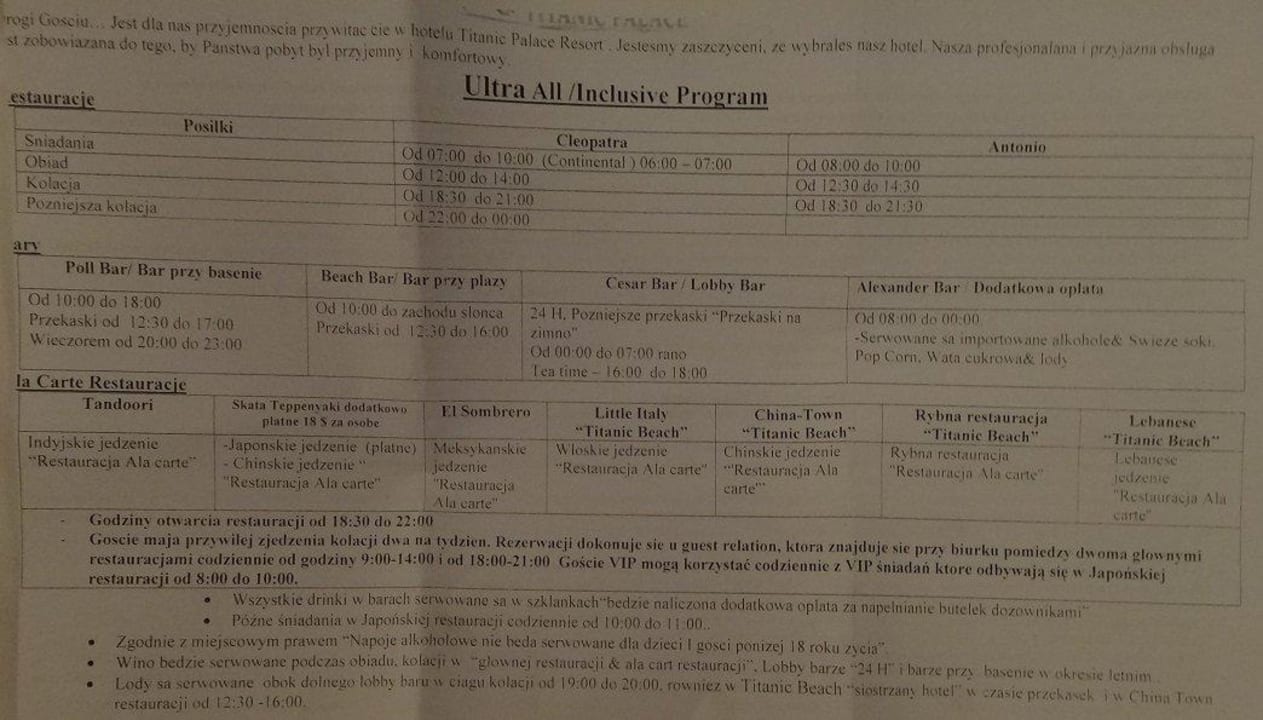 TITANIC PALACE
rogi Gosciu… Jest dla nas przyjemnoscia przywitac cie w hotelu Titanic Palace Resort . Jestesmy zaszczyceni, ze wybrales nasz hotel. Nasza profesjonalana i przyjazna obsluga
st zobowiazana do tego, by Panstwa pobyt byl przyjemny i komfortowy.
Ultra All /Inclusive Program
estauracje
Posilki Cleopatra Antonio
Sniadania Od 07:00 do 10:00 (Continental ) 06:00 – 07:00 Od 08:00 do 10:00
Obiad Od 12:00 do 14:00 Od 12:30 do 14:30
Kolacja Od 18:30 do 21:00 Od 18:30 do 21:30
Pozniejsza kolacja Od 22:00 do 00:00
ary
Poll Bar/ Bar przy basenie Beach Bar/ Bar przy plazy Cesar Bar / Lobby Bar Alexander Bar / Dodatkowa oplata
Od 10:00 do 18:00 Od 10:00 do zachodu slonca 24 H, Pozniejsze przekaski “Przekaski na Od 08:00 do 00:00
Przekaski od 12:30 do 17:00 Przekaski od 12:30 do 16:00 zimno” -Serwowane sa importowane alkohole& Swieze soki,
Wieczorem od 20:00 do 23:00 Od 00:00 do 07:00 rano Pop Corn, Wata cukrowa& lody
Tea time – 16:00 do 18:00
la Carte Restauracje
Tandoori Skata Teppenyaki dodatkowo El Sombrero Little Italy China-Town Rybna restauracja Lebanese
platne 18 $ za osobe “Titanic Beach” “Titanic Beach” “Titanic Beach” “Titanic Beach”
Indyjskie jedzenie -Japonskie jedzenie (platne) Meksykanskie Wloskie jedzenie Chinskie jedzenie Rybna restauracja Lebanese
“Restauracja Ala carte” - Chinskie jedzenie “ jedzenie “Restauracja Ala carte” “"Restauracja Ala "Restauracja Ala carte" jedzenie
"Restauracja Ala carte" "Restauracja carte"” "Restauracja Ala
Ala carte" carte"
- Godziny otwarcia restauracji od 18:30 do 22:00
- Goscie maja przywilej zjedzenia kolacji dwa na tydzien. Rezerwacji dokonuje sie u guest relation, ktora znajduje sie przy biurku pomiedzy dwoma glownymi
restauracjami codziennie od godziny 9:00-14:00 i od 18:00-21:00 Goście VIP mogą korzystać codziennie z VIP śniadań ktore odbywają się w Japońskiej
restauracji od 8:00 do 10:00.
• Wszystkie drinki w barach serwowane sa w szklankach“bedzie naliczona dodatkowa oplata za napelnianie butelek dozownikami”
• Późne śniadania w Japońskiej restauracji codziennie od 10:00 do 11:00..
• Zgodnie z miejscowym prawem “Napoje alkoholowe nie beda serwowane dla dzieci I gosci ponizej 18 roku zycia”.
• Wino bedzie serwowane podczas obiadu, kolacji w “glownej restauracji & ala cart restauracji”, Lobby barze “24 H” i barze przy basenie w okresie letnim .
• Lody sa serwowane obok dolnego lobby baru w ciagu kolacji od 19:00 do 20:00, rowniez w Titanic Beach “siostrzany hotel” w czasie przekasek i w China Town
restauracji od 12:30 -16:00.